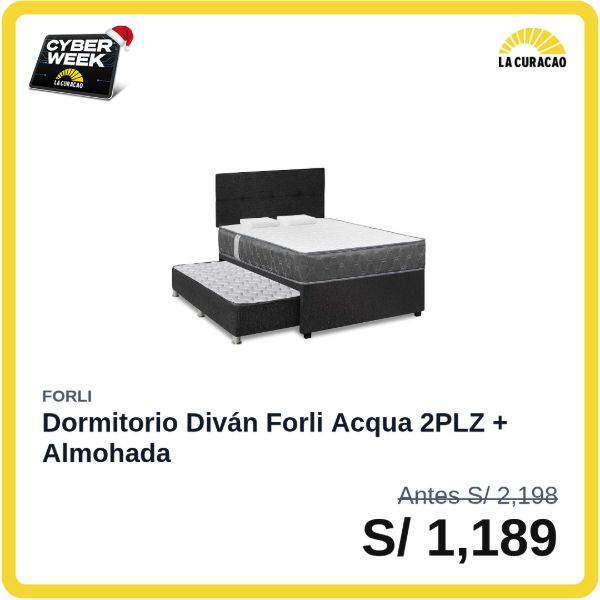 CYBER
WEEK
LA CURACAO
LA CURACAO
FORLI
Dormitorio Diván Forli Acqua 2PLZ +
Almohada
Antes S/ 2,198
S/ 1,189